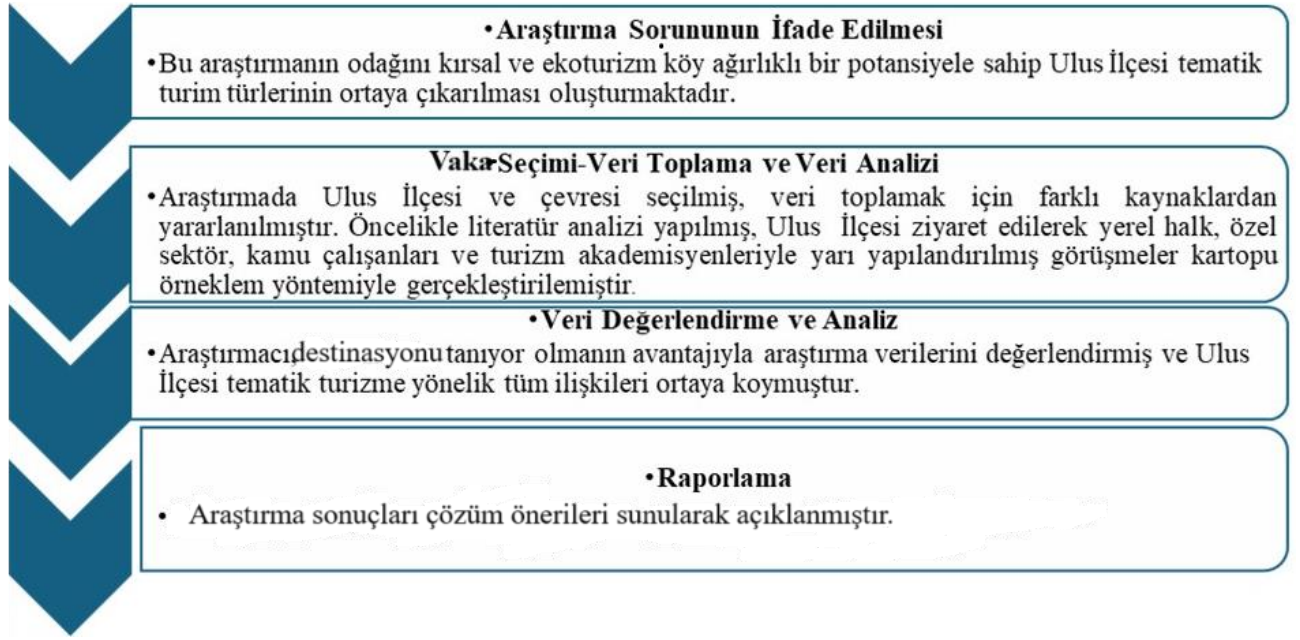 •Araştırma Sorununun İfade Edilmesi
•Bu araştırmanın odağını kırsal ve ekoturizm köy ağırlıklı bir potansiyele sahip Ulus İlçesi tematik
turim türlerinin ortaya çıkarılması oluşturmaktadır.
Vaka•Seçimi-Veri Toplama ve Veri Analizi
•Araştırmada Ulus İlçesi ve çevresi seçilmiş, veri toplamak için farklı kaynaklardan
yararlanılmıştır. Öncelikle literatür analizi yapılmış, Ulus İlçesi ziyaret edilerek yerel halk, özel
sektör, kamu çalışanları ve turizm akademisyenleriyle yarı yapılandırılmış görüşmeler kartopu
örneklem yöntemiyle gerçekleştirilemiştir.
•Veri Değerlendirme ve Analiz
•Araştırmacı,destinasyonu tanıyor olmanın avantajıyla araştırma verilerini değerlendirmiş ve Ulus
İlçesi tematik turizme yönelik tüm ilişkileri ortaya koymuştur.
•Raporlama
• Araştırma sonuçları çözüm önerileri sunularak açıklanmıştır.